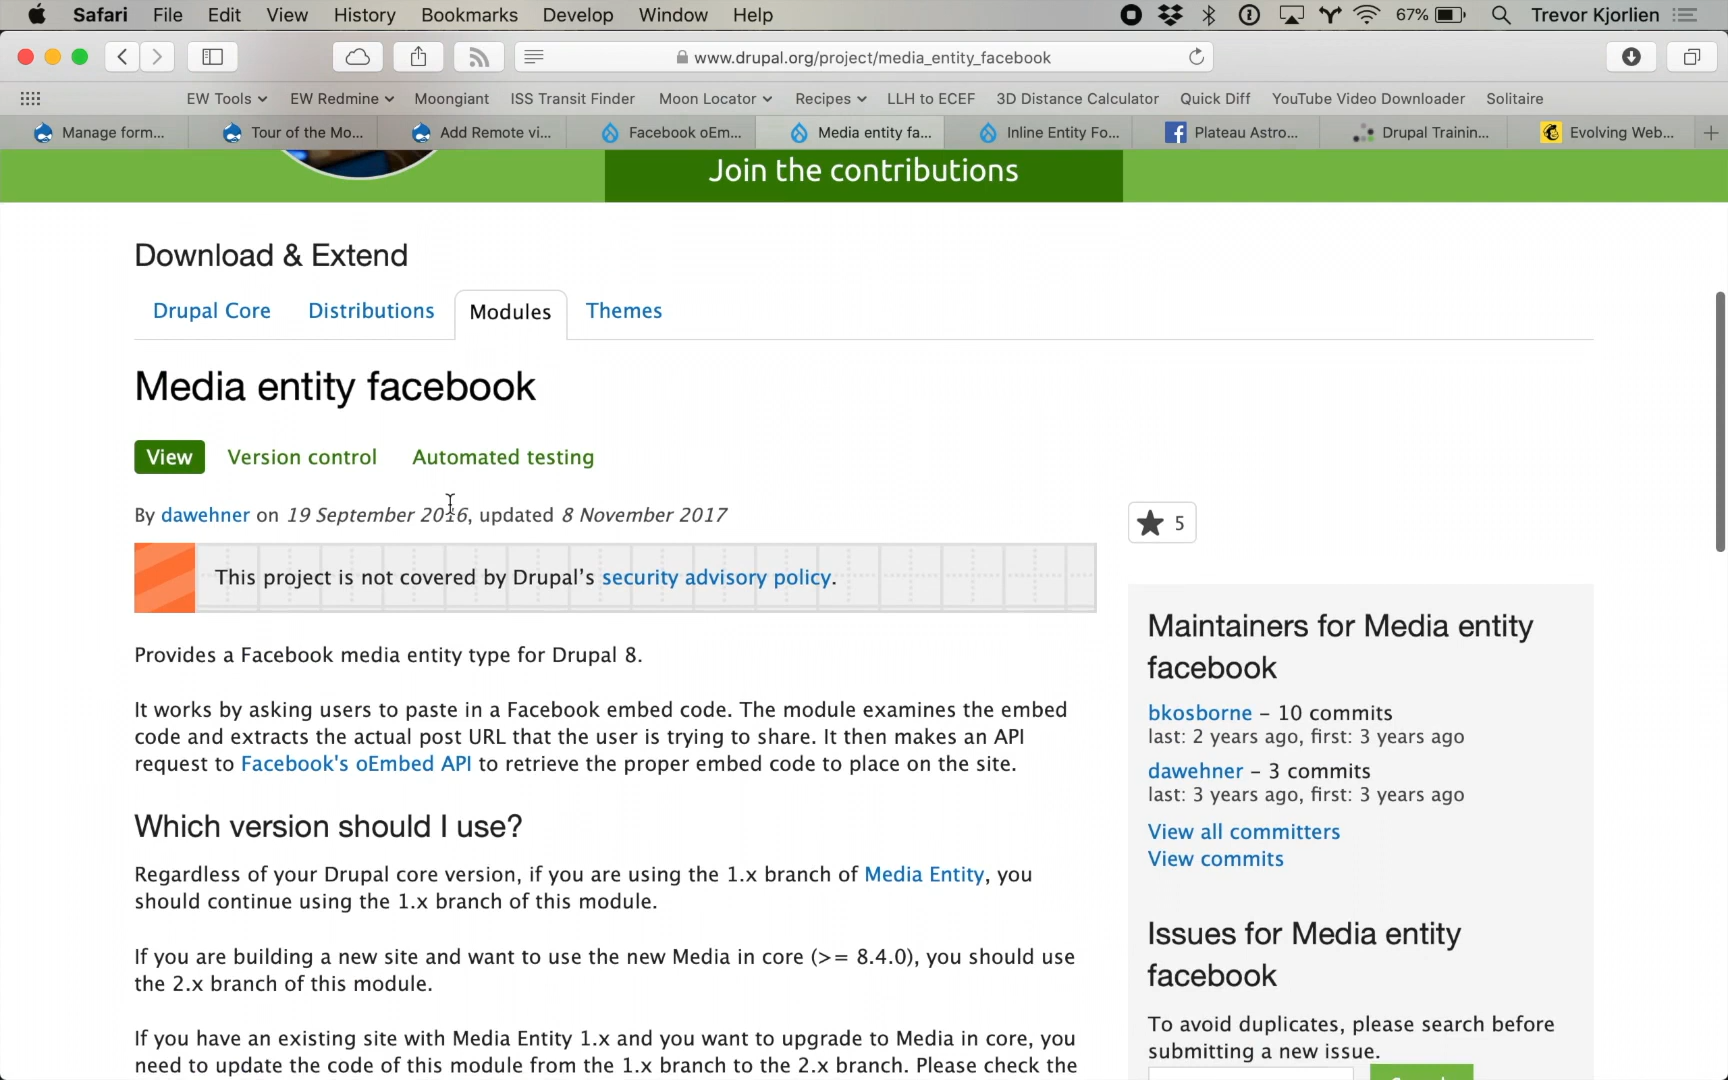 Safari File Edit View History Bookmarks Develop Window Help 67% Trevor Kjorlien
www.drupal.org/project/media_entity_facebook
EW Tools EW Redmine Moongiant ISS Transit Finder Moon Locator Recipes LLH to ECEF 3D Distance Calculator Quick Diff YouTube Video Downloader Solitaire
Manage form... Tour of the Mo... Add Remote vi... Facebook oEm... Media entity fa... Inline Entity Fo... Plateau Astro... Drupal Trainin... Evolving Web...
Join the contributions
Download & Extend
Drupal Core Distributions Modules Themes
Media entity facebook
View Version control Automated testing
By dawehner on 19 September 2016, updated 8 November 2017
This project is not covered by Drupal's security advisory policy.
Provides a Facebook media entity type for Drupal 8.
It works by asking users to paste in a Facebook embed code. The module examines the embed
code and extracts the actual post URL that the user is trying to share. It then makes an API
request to Facebook's oEmbed API to retrieve the proper embed code to place on the site.
Which version should I use?
Regardless of your Drupal core version, if you are using the 1.x branch of Media Entity, you
should continue using the 1.x branch of this module.
If you are building a new site and want to use the new Media in core (>= 8.4.0), you should use
the 2.x branch of this module.
If you have an existing site with Media Entity 1.x and you want to upgrade to Media in core, you
need to update the code of this module from the 1.x branch to the 2.x branch. Please check the
5
Maintainers for Media entity
facebook
bkosborne – 10 commits
last: 2 years ago, first: 3 years ago
dawehner – 3 commits
last: 3 years ago, first: 3 years ago
View all committers
View commits
Issues for Media entity
facebook
To avoid duplicates, please search before
submitting a new issue.